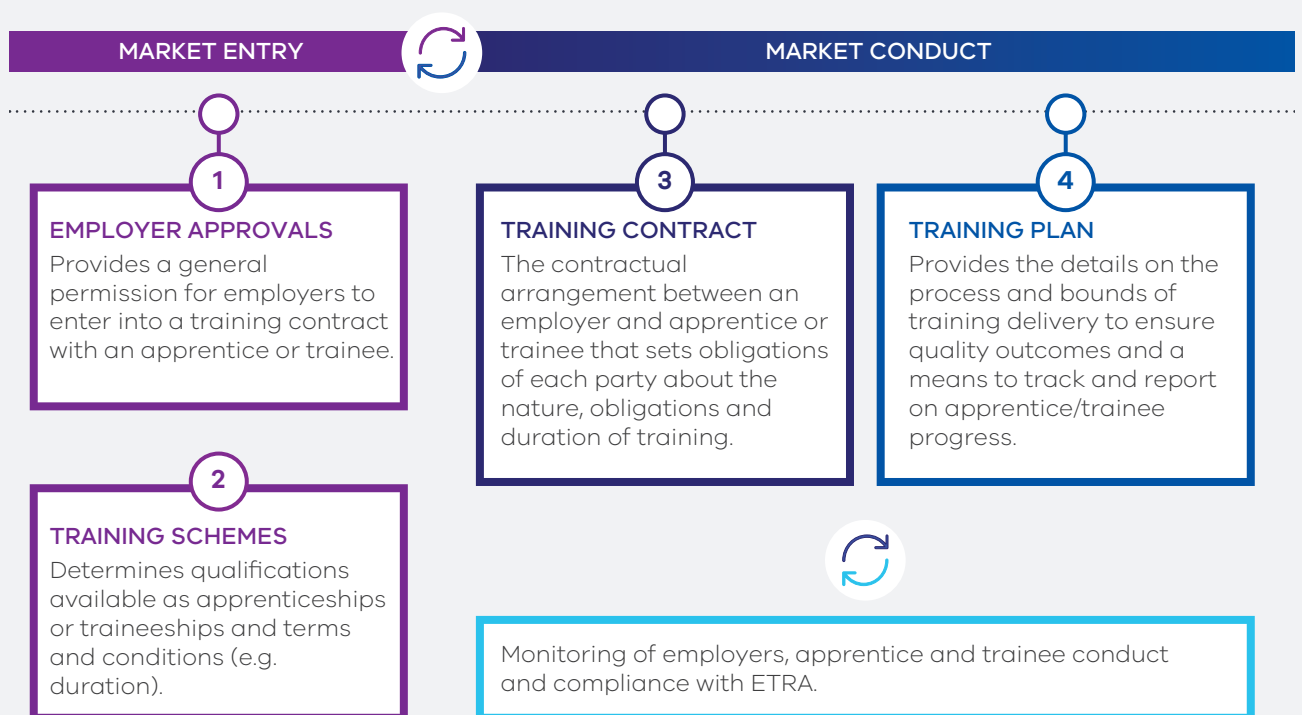 MARKET ENTRY
MARKET CONDUCT
1
EMPLOYER APPROVALS
Provides a general
permission for employers to
enter into a training contract
with an apprentice or trainee.
2
TRAINING SCHEMES
Determines qualifications
available as apprenticeships
or traineeships and terms
and conditions (e.g.
duration).
3
TRAINING CONTRACT
The contractual
arrangement between an
employer and apprentice or
trainee that sets obligations
of each party about the
nature, obligations and
duration of training.
4
TRAINING PLAN
Provides the details on the
process and bounds of
training delivery to ensure
quality outcomes and a
means to track and report
on apprentice/trainee
progress.
Monitoring of employers, apprentice and trainee conduct
and compliance with ETRA.